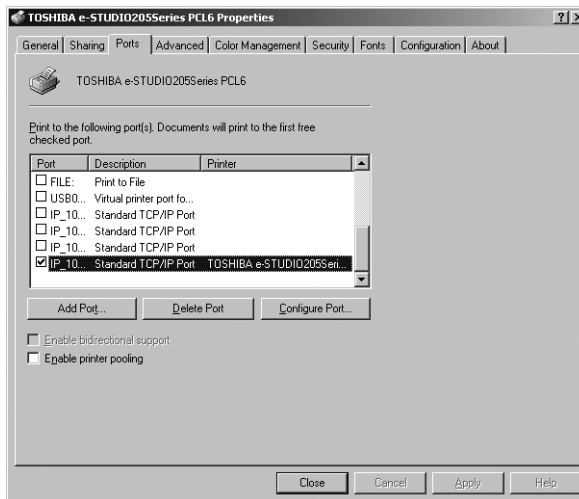 TOSHIBA e-STUDIO205Series PCL6 Properties
General Sharing Ports Advanced Color Management Security Fonts Configuration About
TOSHIBA e-STUDIO205Series PCL6
Print to the following port(s). Documents will print to the first free
checked port.
Port Description Printer
FILE: Print to File
USB0... Virtual printer port fo...
IP_10... Standard TCP/IP Port
IP_10... Standard TCP/IP Port
IP_10... Standard TCP/IP Port
IP_10... Standard TCP/IP Port TOSHIBA e-STUDIO205Seri...
Add Port... Delete Port Configure Port...
Enable bidirectional support
Enable printer pooling
Close Cancel Apply Help